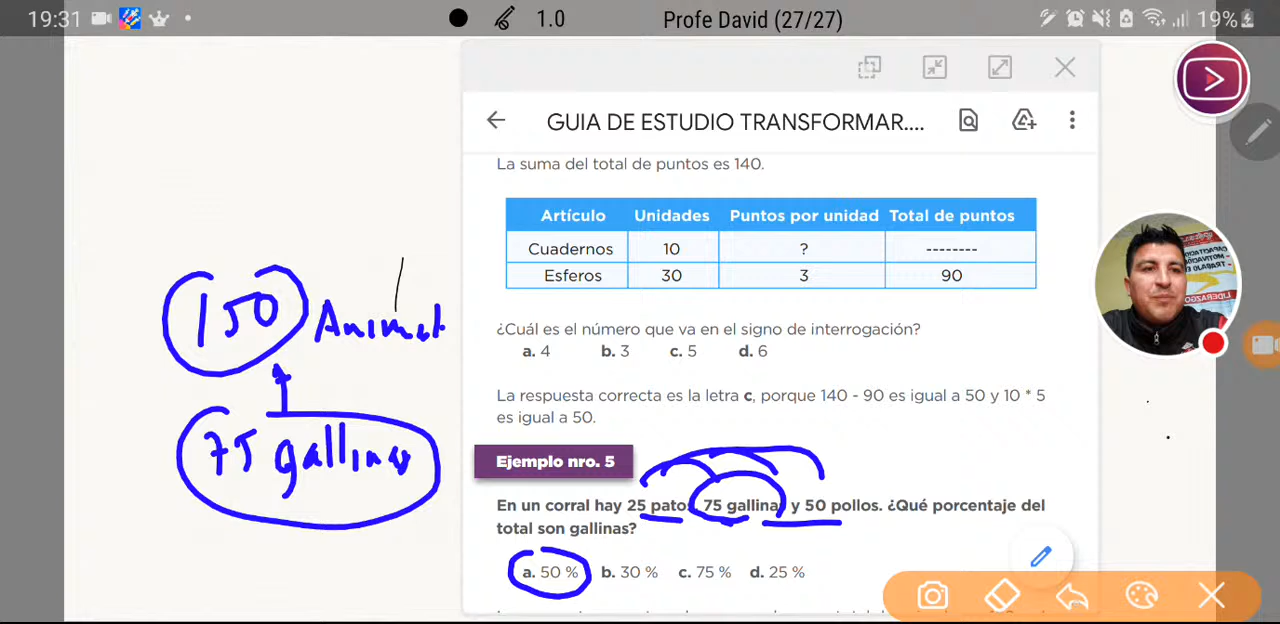 19:31 1.0 Profe David (27/27) 19%
GUIA DE ESTUDIO TRANSFORMAR....
La suma del total de puntos es 140.
Artículo Unidades Puntos por unidad Total de puntos
Cuadernos 10 ? --------
Esferos 30 3 90
¿Cuál es el número que va en el signo de interrogación?
a. 4 b. 3 c. 5 d. 6
La respuesta correcta es la letra c, porque 140 - 90 es igual a 50 y 10 * 5
es igual a 50.
Ejemplo nro. 5
En un corral hay 25 patos, 75 gallinas y 50 pollos. ¿Qué porcentaje del
total son gallinas?
a. 50 % b. 30 % c. 75 % d. 25 %
150 Animal
75 gallinas
LIDERAZGO